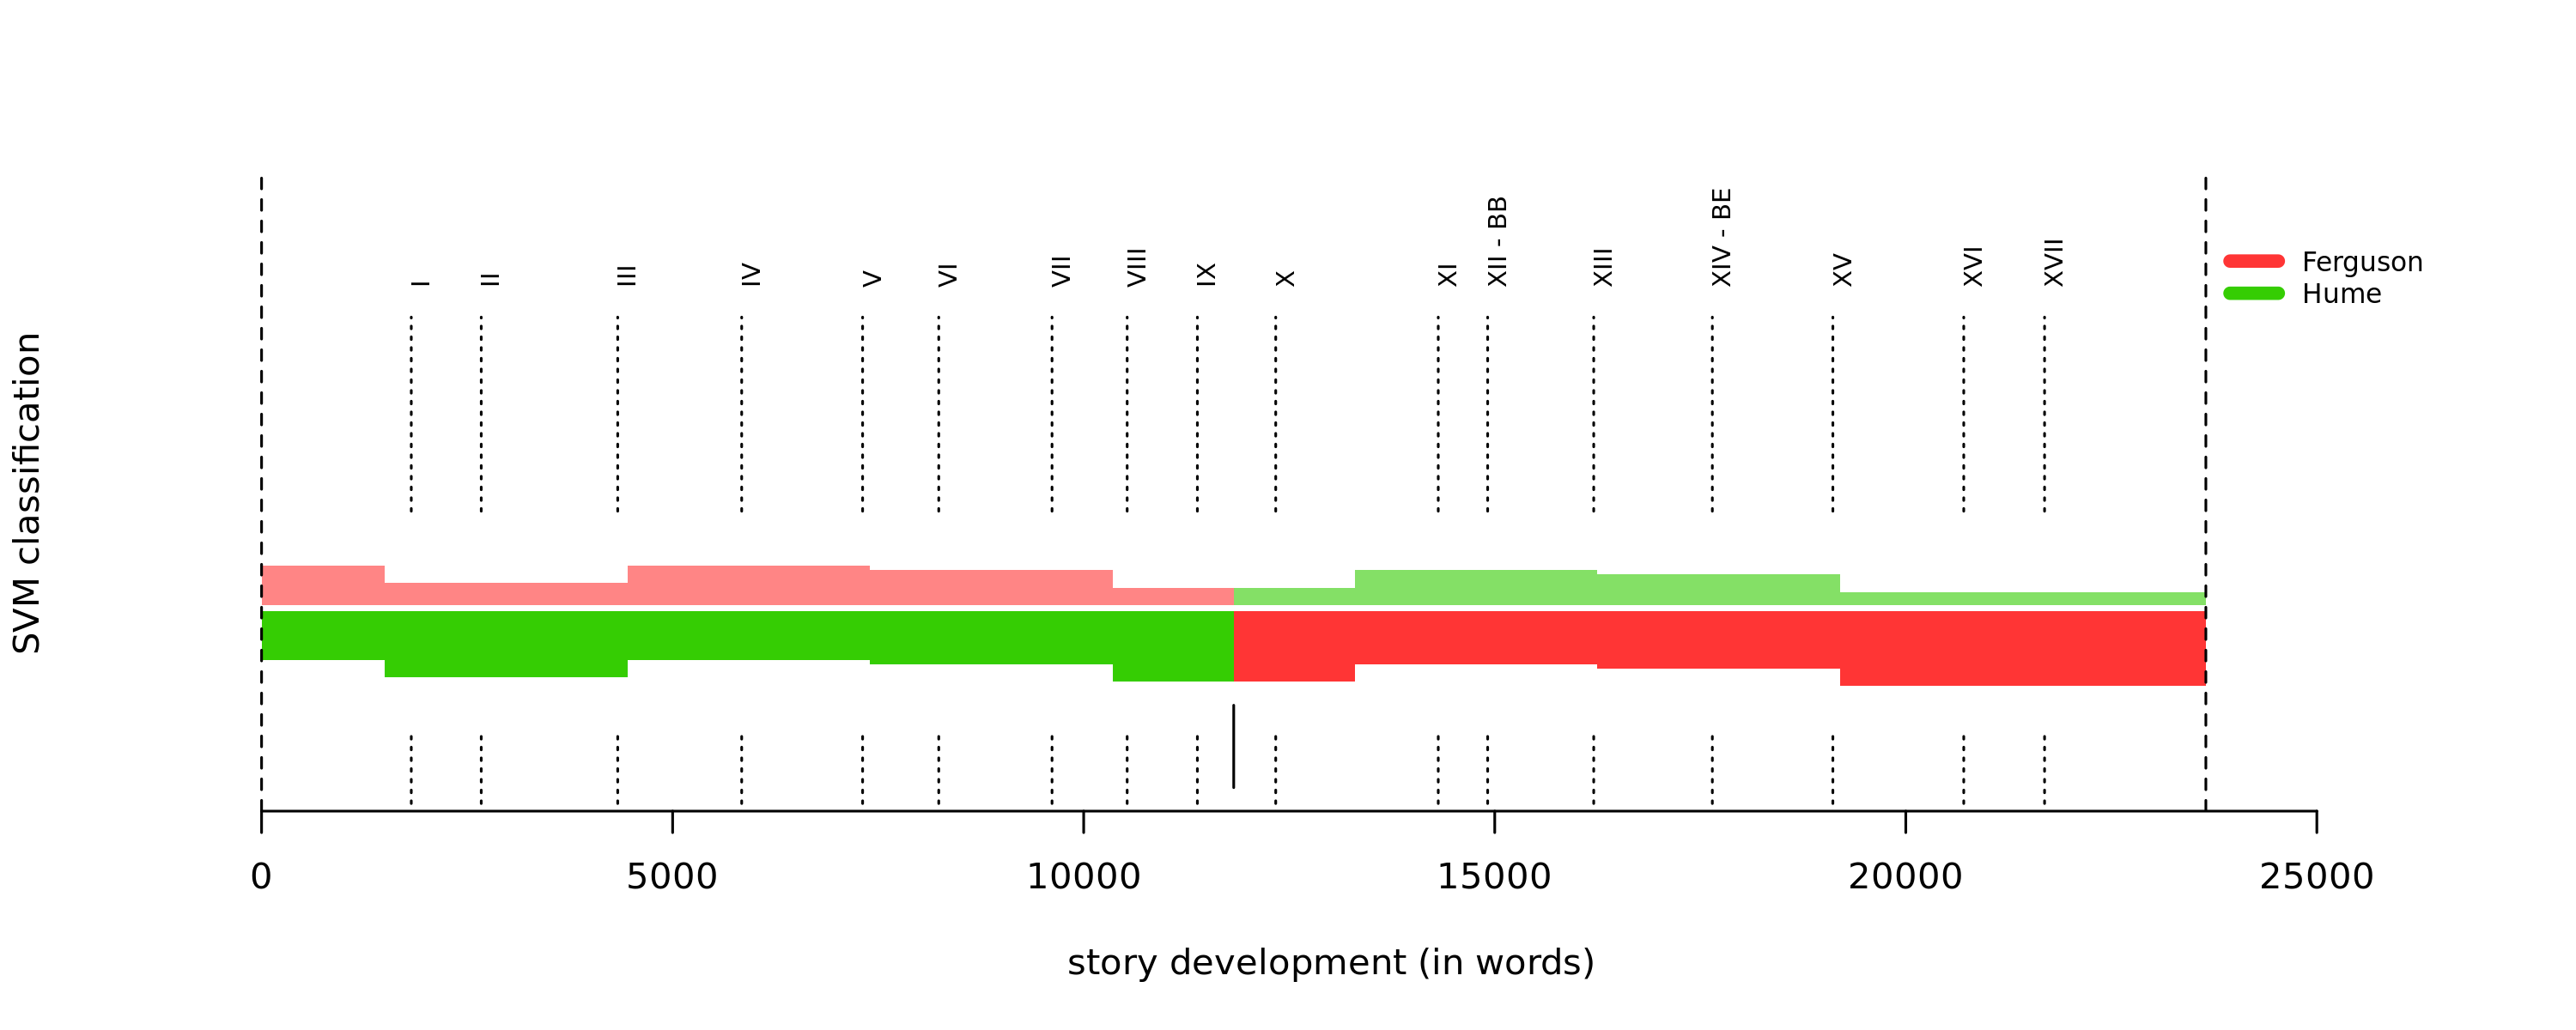 I
II
III
IV
V
VI
VII
VIII
IX
X
XI
XII - BB
XIII
XIV - BE
XV
XVI
XVII
Ferguson
Hume
SVM classification
0
5000
10000
15000
20000
25000
story development (in words)